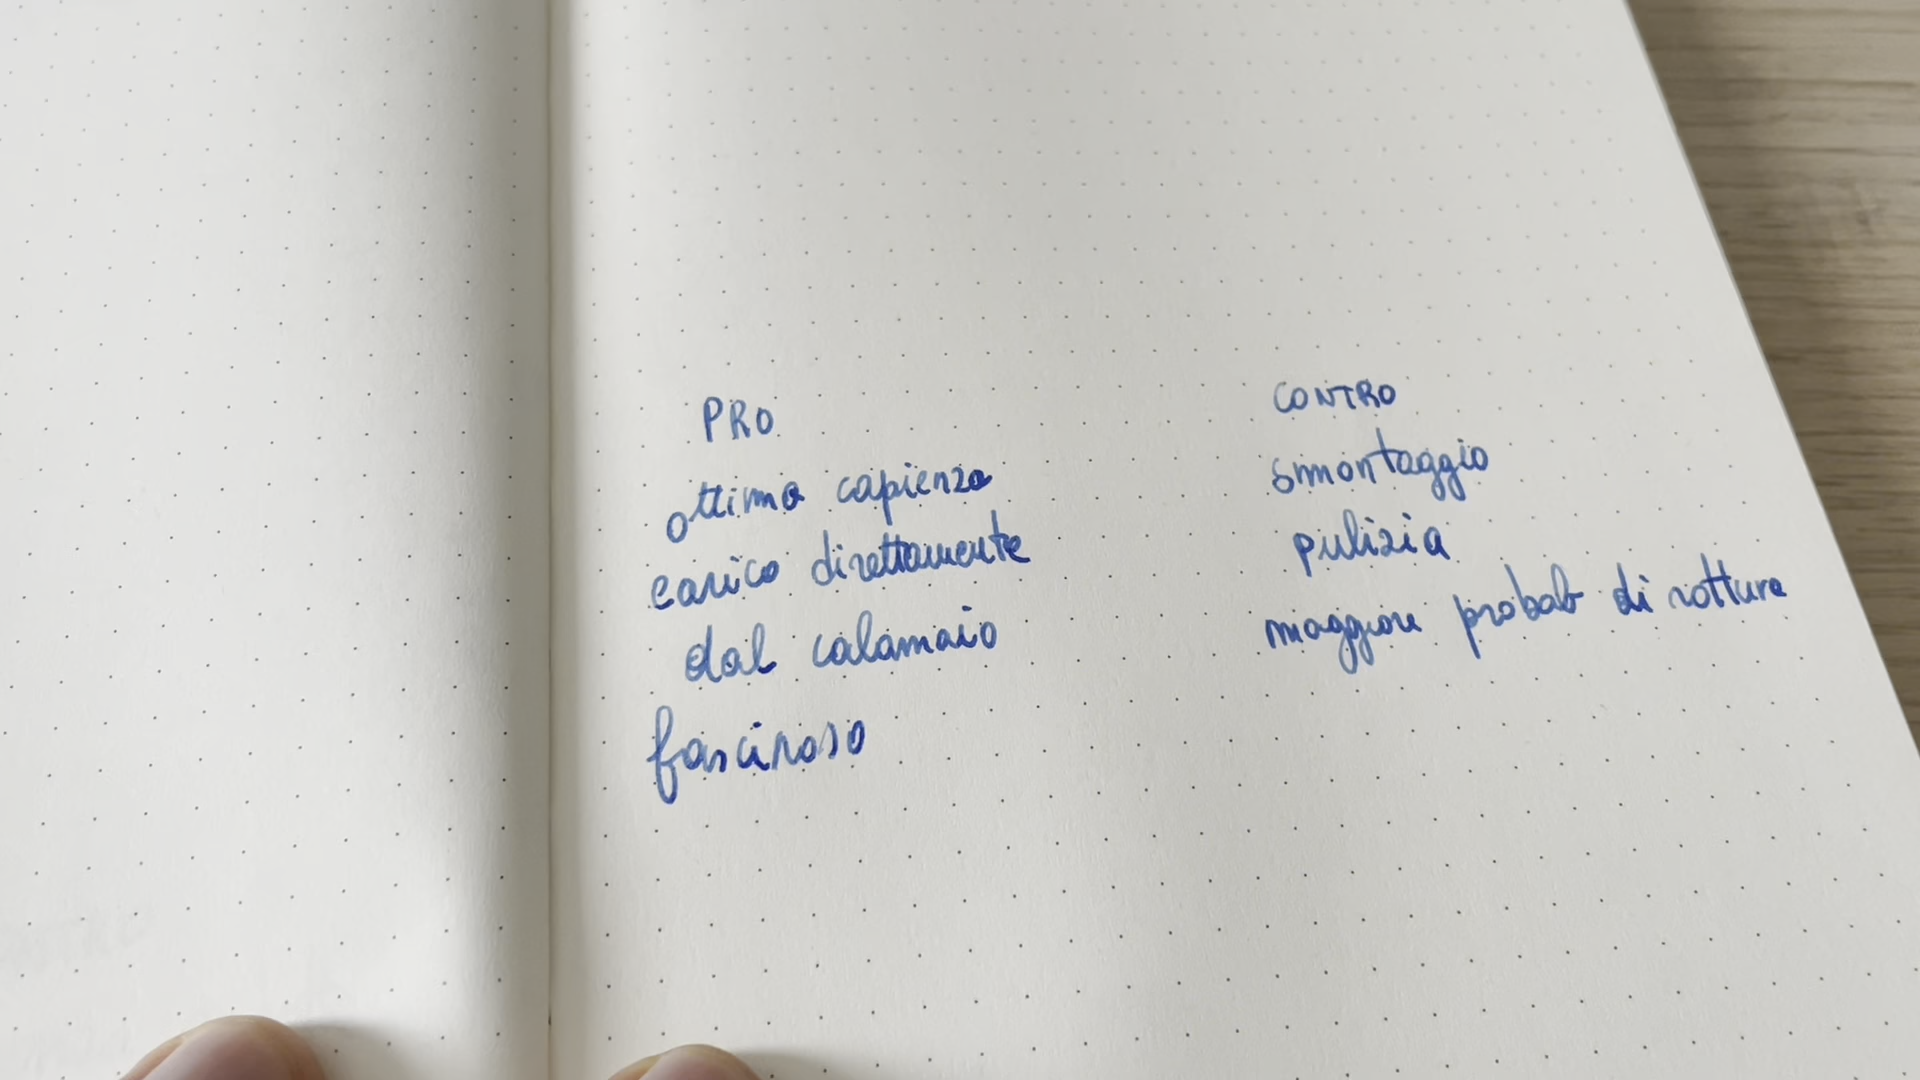 PRO
ottima capienza
carico direttamente
dal calamaio
fascinoso
CONTRO
smontaggio
pulizia
maggiore probab di rottura